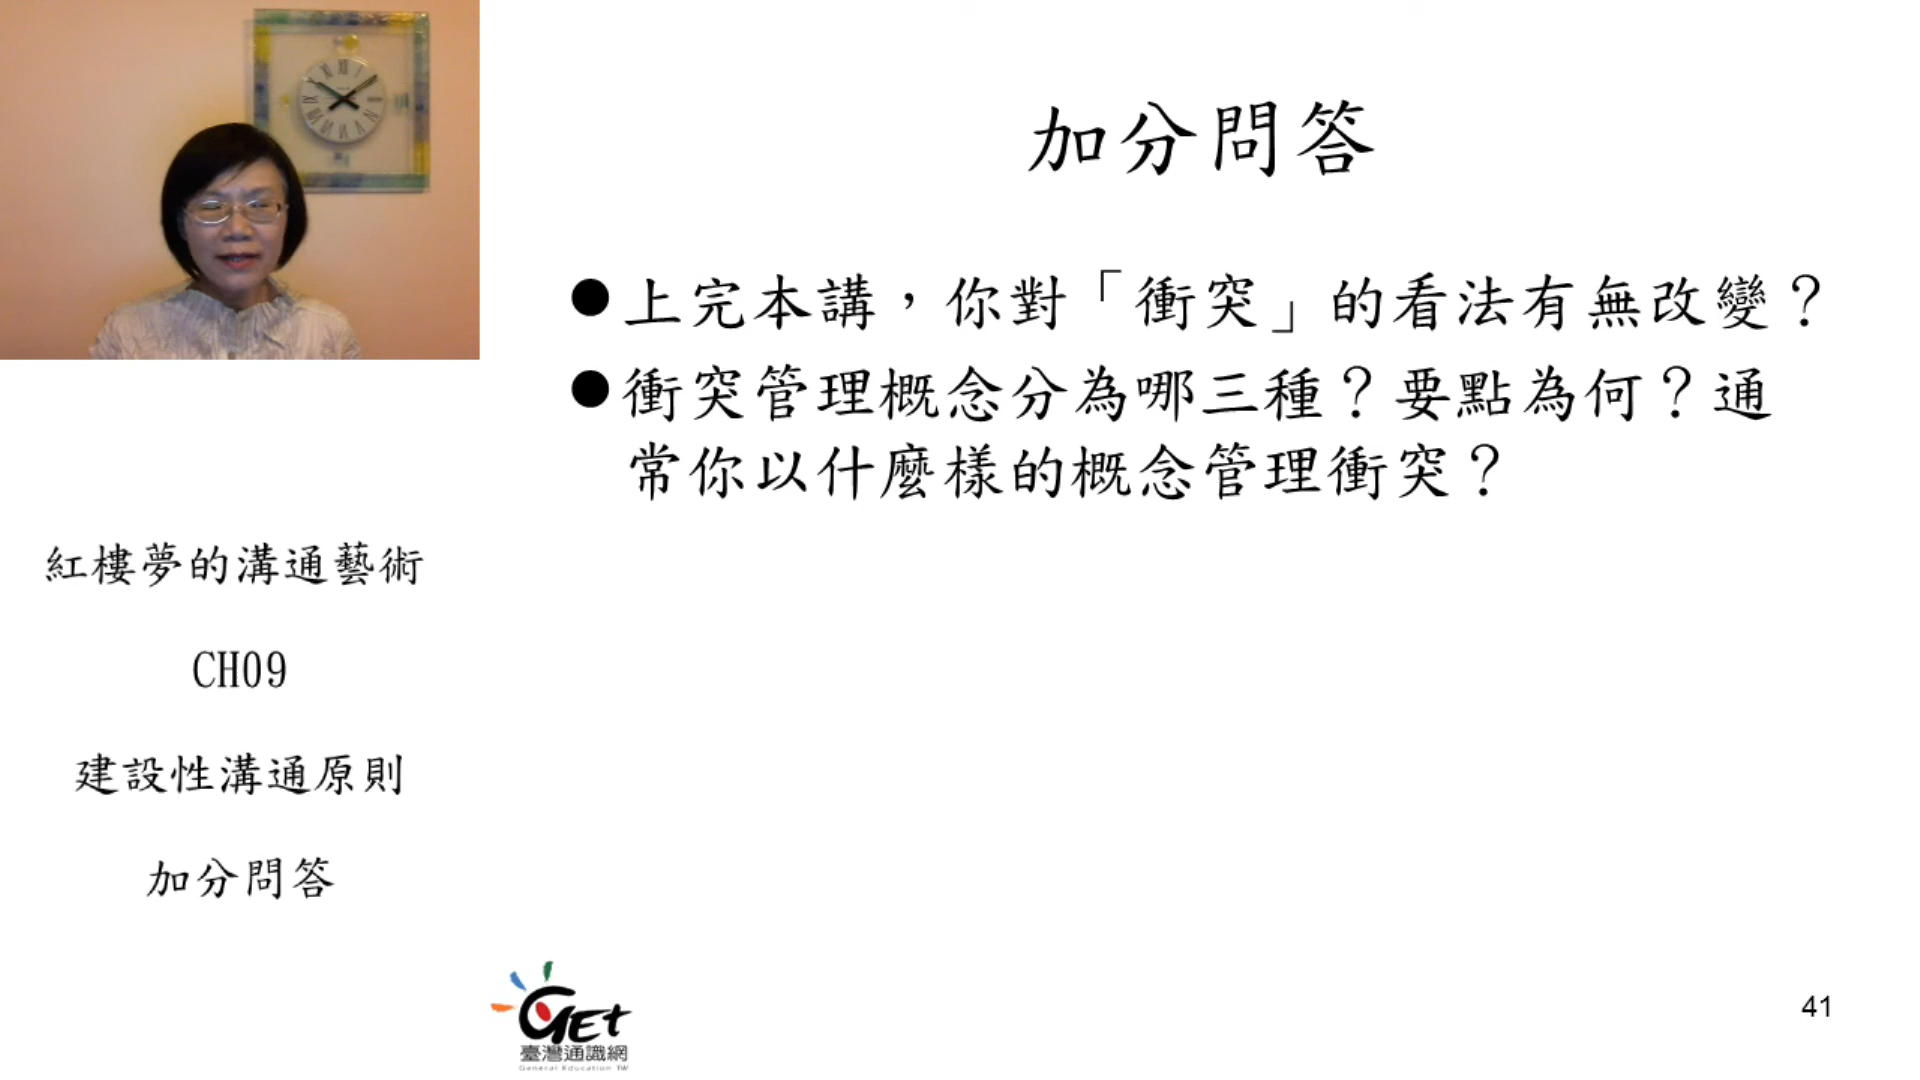 加分問答
●上完本講，你對「衝突」的看法有無改變？
●衝突管理概念分為哪三種？要點為何？通
常你以什麼樣的概念管理衝突？
紅樓夢的溝通藝術
CH09
建設性溝通原則
加分問答
GET
臺灣通識網
General Education TW
41